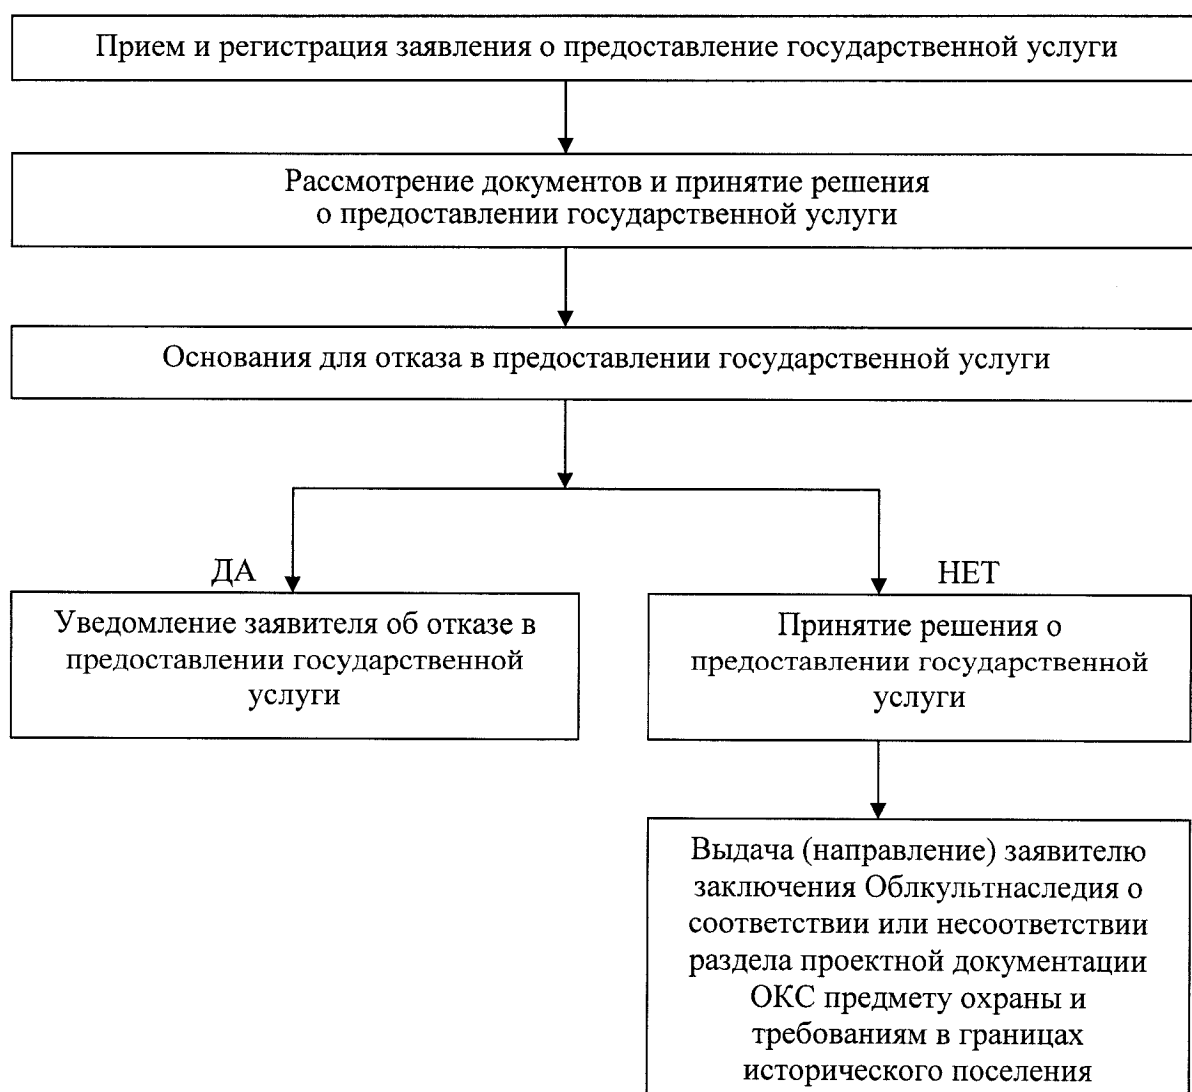 Прием и регистрация заявления о предоставление государственной услуги
Рассмотрение документов и принятие решения
о предоставлении государственной услуги
Основания для отказа в предоставлении государственной услуги
ДА
НЕТ
Уведомление заявителя об отказе в
предоставлении государственной
услуги
Принятие решения о
предоставлении государственной
услуги
Выдача (направление) заявителю
заключения Облкультнаследия о
соответствии или несоответствии
раздела проектной документации
ОКС предмету охраны и
требованиям в границах
исторического поселения